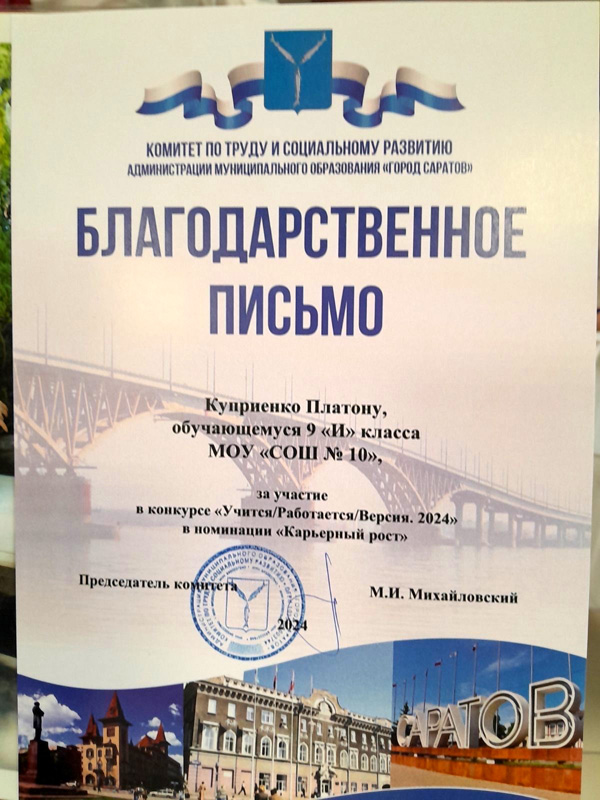 КОМИТЕТ ПО ТРУДУ И СОЦИАЛЬНОМУ РАЗВИТИЮ
АДМИНИСТРАЦИИ МУНИЦИПАЛЬНОГО ОБРАЗОВАНИЯ «ГОРОД САРАТОВ»
БЛАГОДАРСТВЕННОЕ
ПИСЬМО
Куприенко Платону,
обучающемуся 9 «И» класса
МОУ «СОШ № 10»,
за участие
в конкурсе «Учится/Работается/Версия. 2024»
в номинации «Карьерный рост»
Председатель комитета
М.И. Михайловский
2024
САРАТОВ